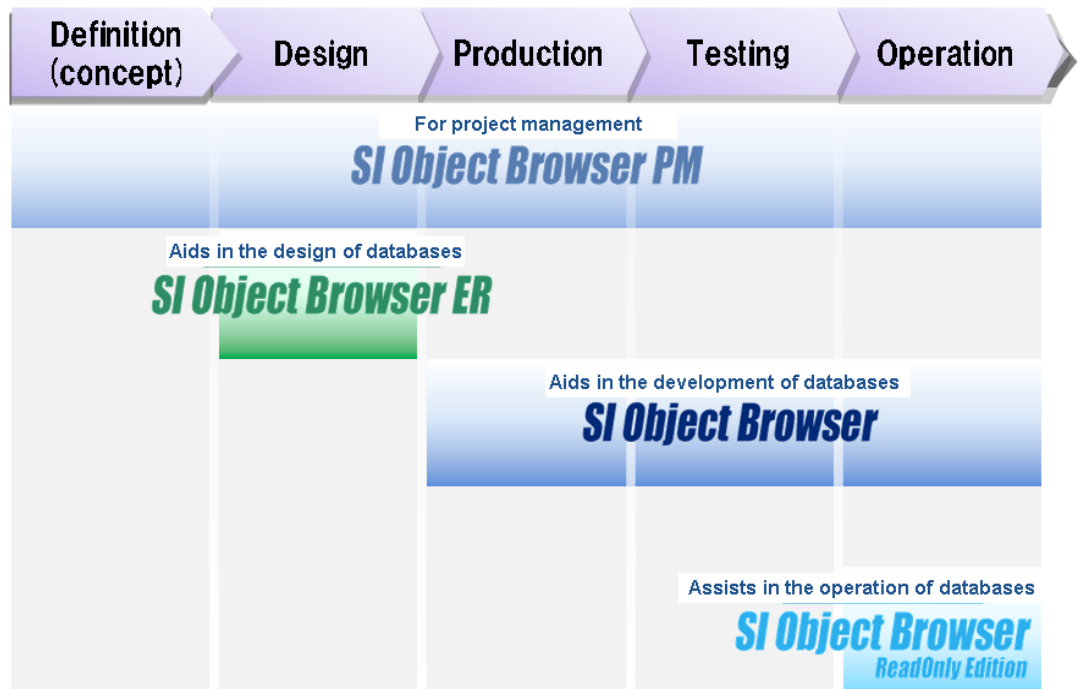 Definition
(concept)
Design
Production
Testing
Operation
For project management
SI Object Browser PM
Aids in the design of databases
SI Object Browser ER
Aids in the development of databases
SI Object Browser
Assists in the operation of databases
SI Object Browser
ReadOnly Edition